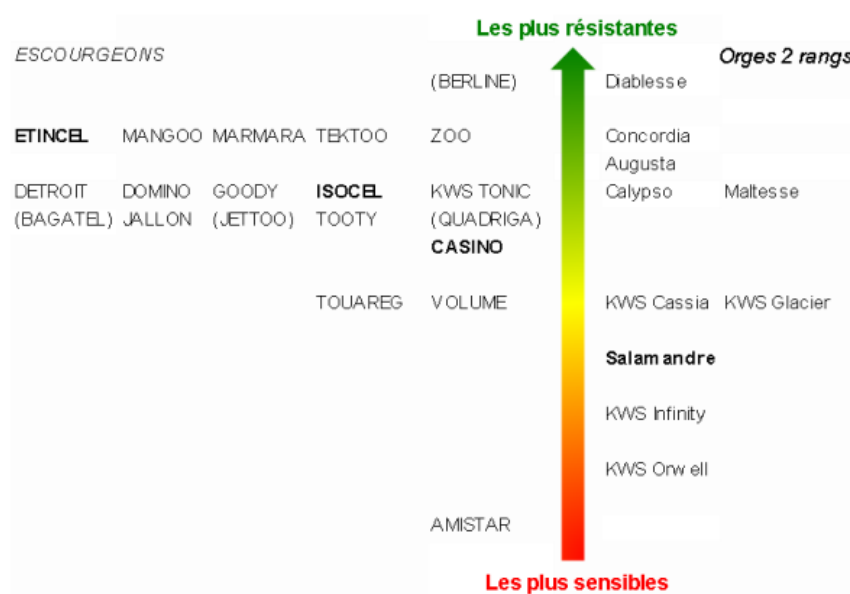 Les plus résistantes
ESCOURGEONS Orges 2 rangs
(BERLINE) Diablesse
ETINCEL MANGOO MARMARA TEKTOO ZOO Concordia
Augusta
DETROIT DOMINO GOODY ISOCEL KWS TONIC Calypso Maltesse
(BAGATEL) JALLON (JETTOO) TOOTY (QUADRIGA)
CASINO
TOUAREG VOLUME KWS Cassia KWS Glacier
Salamandre
KWS Infinity
KWS Orwell
AMISTAR
Les plus sensibles